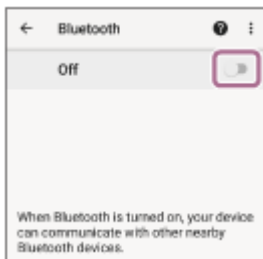 Bluetooth
Off
When Bluetooth is turned on, your device
can communicate with other nearby
Bluetooth devices.